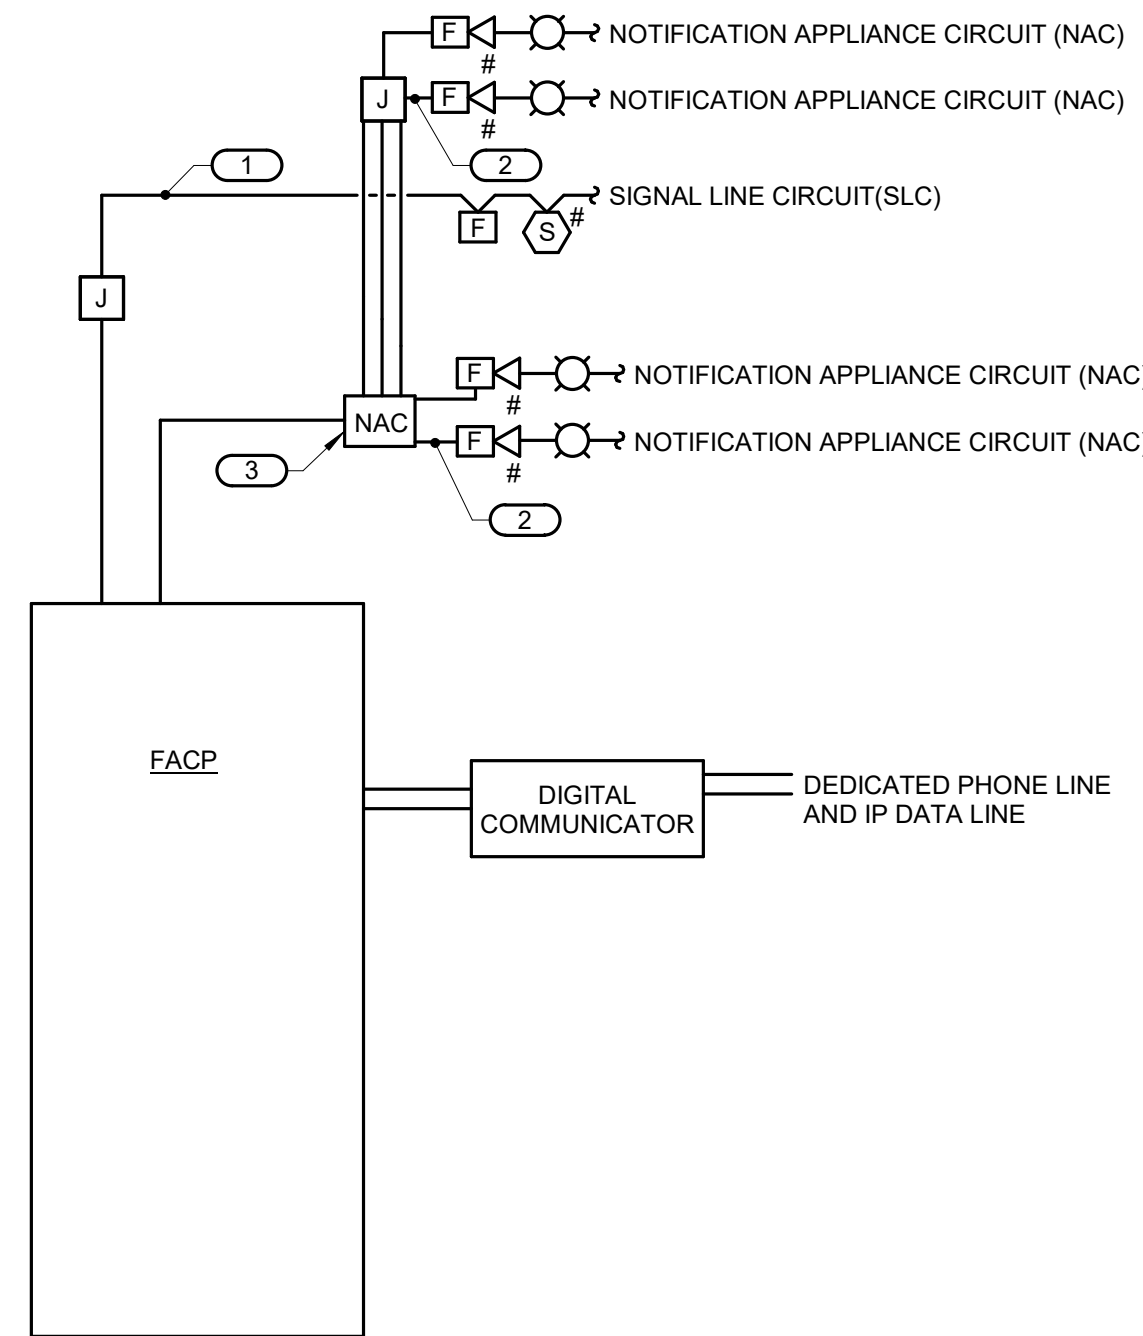 F NOTIFICATION APPLIANCE CIRCUIT (NAC)
#
J F NOTIFICATION APPLIANCE CIRCUIT (NAC)
#
1 2
SIGNAL LINE CIRCUIT(SLC)
F S #
J
F NOTIFICATION APPLIANCE CIRCUIT (NAC)
#
NAC F NOTIFICATION APPLIANCE CIRCUIT (NAC)
3 #
2
FACP
DIGITAL
COMMUNICATOR
DEDICATED PHONE LINE
AND IP DATA LINE